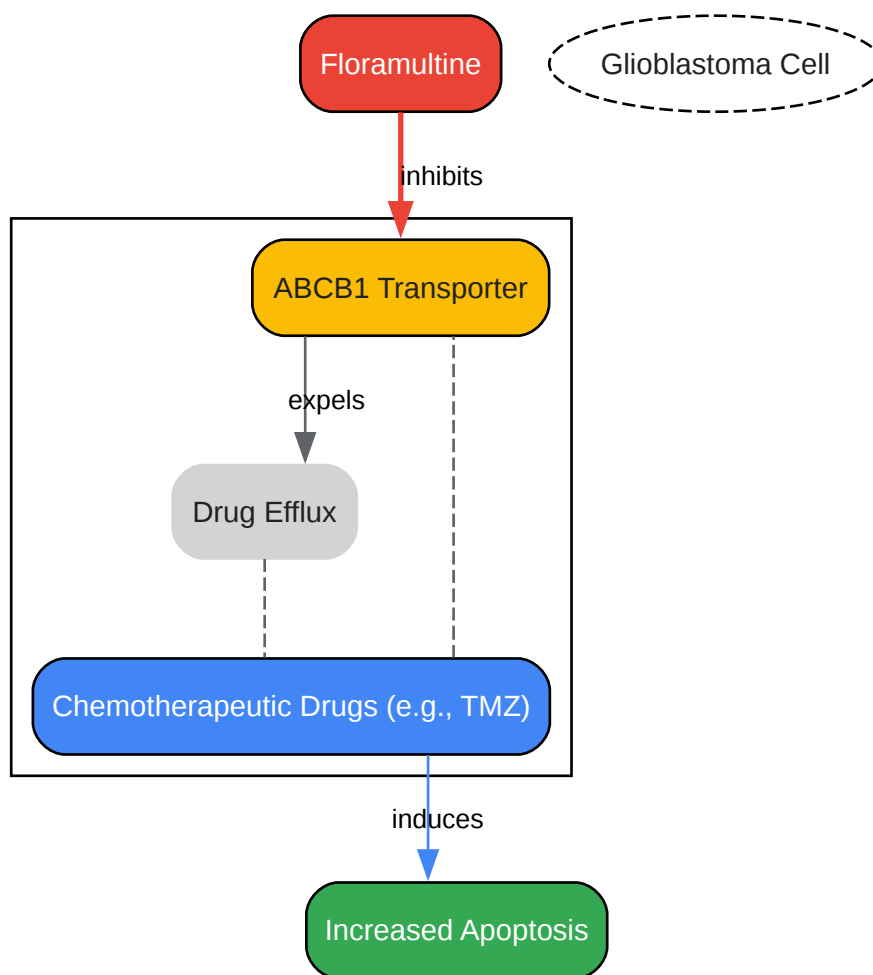 Floramultine
Glioblastoma Cell
inhibits
ABCB1 Transporter
expels
Drug Efflux
Chemotherapeutic Drugs (e.g., TMZ)
induces
Increased Apoptosis